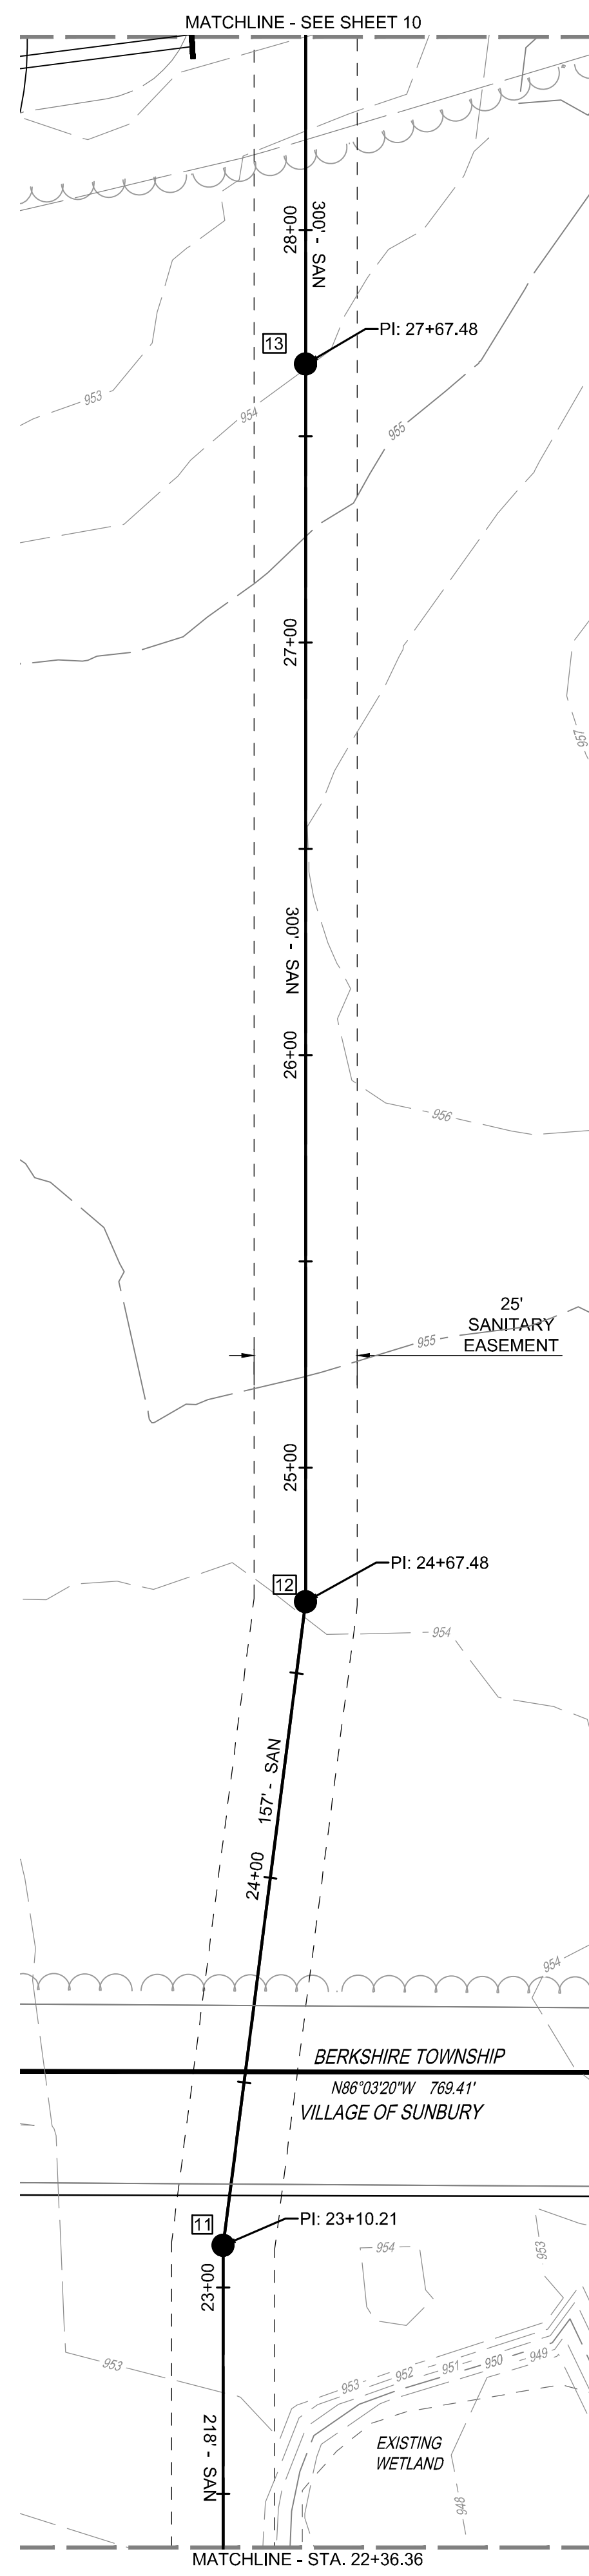 MATCHLINE - SEE SHEET 10
300' - SAN
28+00
13
PI: 27+67.48
953
954
955
27+00
957
300' - SAN
26+00
956
25'
SANITARY
EASEMENT
955
25+00
12
PI: 24+67.48
954
157' - SAN
24+00
954
BERKSHIRE TOWNSHIP
N86°03'20"W 769.41'
VILLAGE OF SUNBURY
11
PI: 23+10.21
23+00
954
953
953
953
952
951
950
949
218' - SAN
EXISTING
WETLAND
948
MATCHLINE - STA. 22+36.36